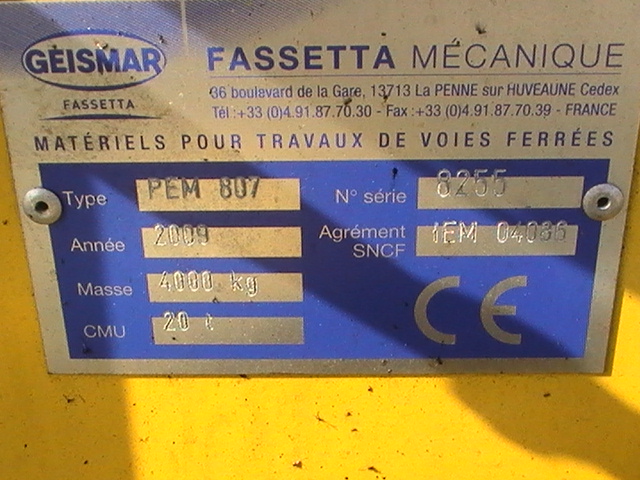 GEISMAR
FASSETTA
FASSETTA MÉCANIQUE
36 boulevard de la Gare, 13713 La PENNE sur HUVEAUNE Cedex
Tél :+33 (0)4.91.87.70.30 - Fax :+33 (0)4.91.87.70.39 - FRANCE
MATÉRIELS POUR TRAVAUX DE VOIES FERRÉES
Type PEM 807
N° série 8255
Année 2009
Agrément SNCF 1EM 04086
Masse 4000 kg
CMU 20 t
CE